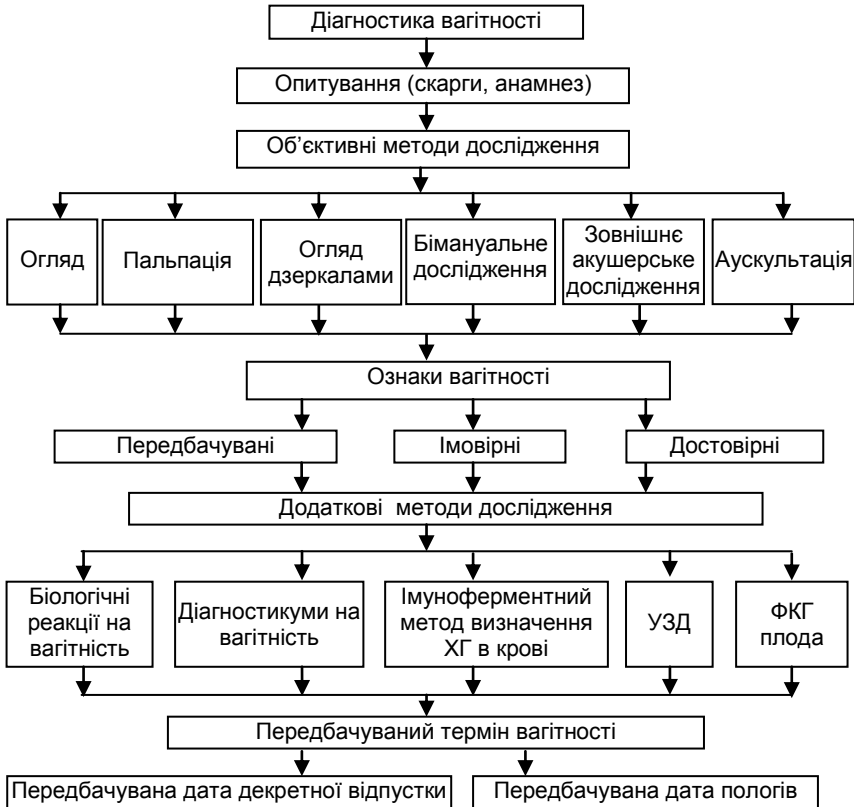 Діагностика вагітності
Опитування (скарги, анамнез)
Об’єктивні методи дослідження
Огляд
Пальпація
Огляд
дзеркалами
Бімануальне
дослідження
Зовнішнє
акушерське
дослідження
Аускультація
Ознаки вагітності
Передбачувані
Імовірні
Достовірні
Додаткові методи дослідження
Біологічні
реакції на
вагітність
Діагностикуми на
вагітність
Імуноферментний
метод визначення
ХГ в крові
УЗД
ФКГ
плода
Передбачуваний термін вагітності
Передбачувана дата декретної відпустки
Передбачувана дата пологів